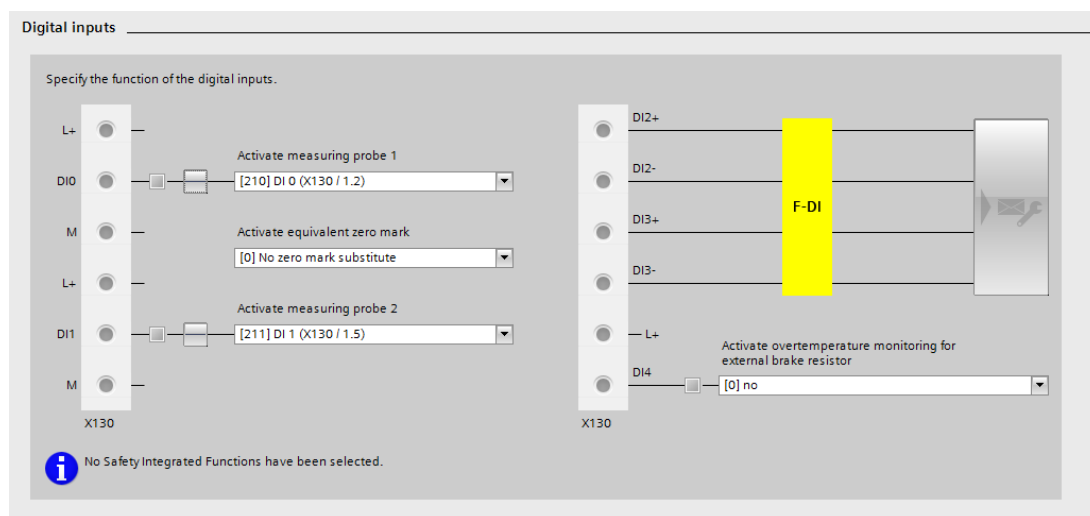 Digital inputs
Specify the function of the digital inputs.
L+
DI0
M
L+
DI1
M
X130
Activate measuring probe 1
[210] DI 0 (X130 / 1.2)
Activate equivalent zero mark
[0] No zero mark substitute
Activate measuring probe 2
[211] DI 1 (X130 / 1.5)
DI2+
DI2-
DI3+
DI3-
F-DI
L+
DI4
Activate overtemperature monitoring for
external brake resistor
[0] no
X130
No Safety Integrated Functions have been selected.